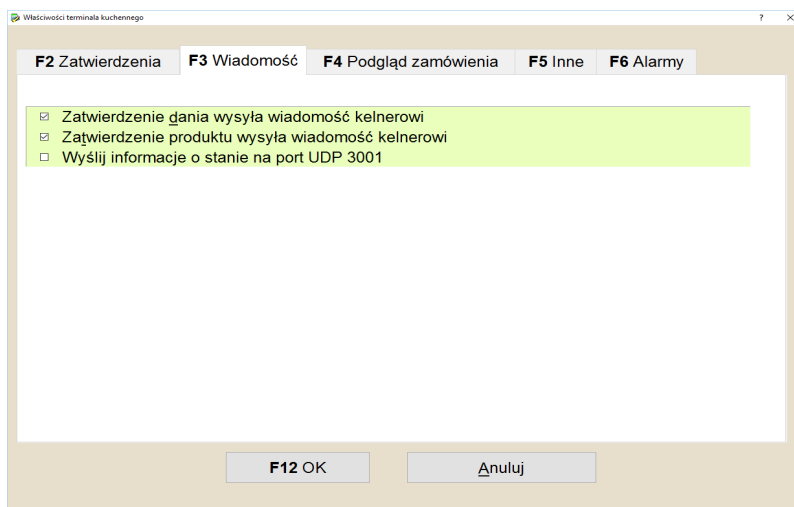 Właściwości terminala kuchennego ?
F2 Zatwierdzenia F3 Wiadomość F4 Podgląd zamówienia F5 Inne F6 Alarmy
Zatwierdzenie dania wysyła wiadomość kelnerowi
Zatwierdzenie produktu wysyła wiadomość kelnerowi
Wyślij informacje o stanie na port UDP 3001
F12 OK Anuluj